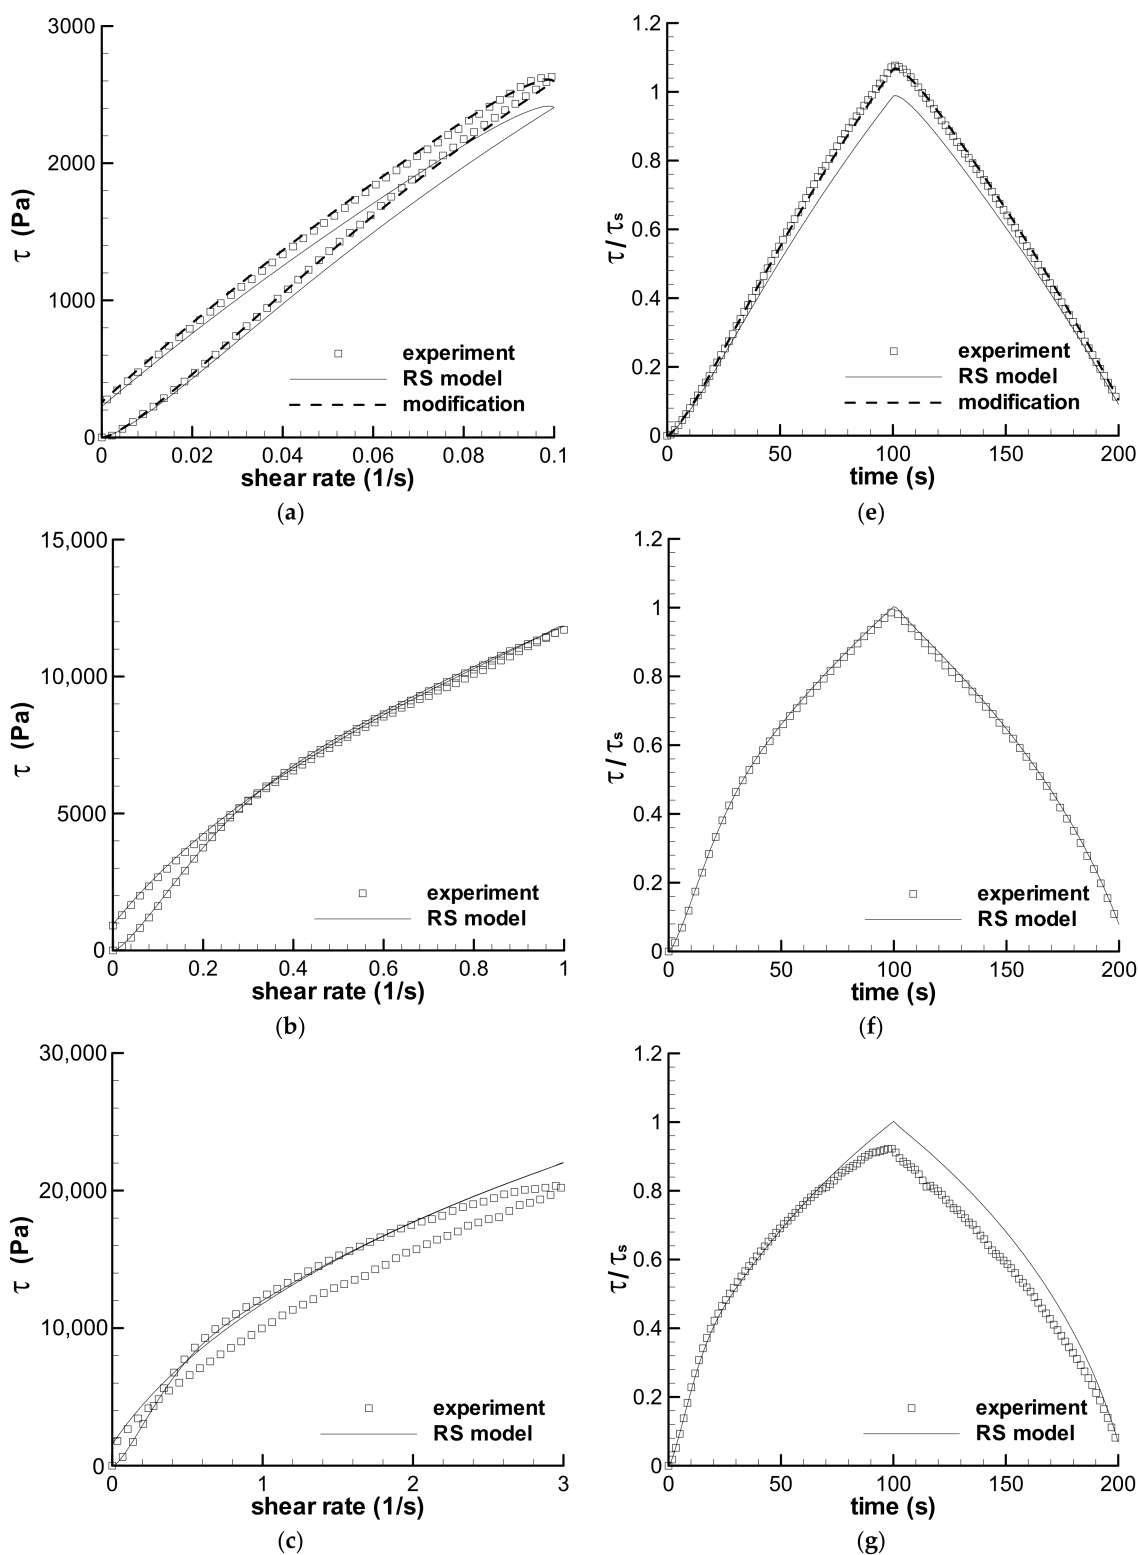 3000
2000
1000
0
τ (Pa)
0 0.02 0.04 0.06 0.08 0.1
shear rate (1/s)
experiment
RS model
modification
(a)
1.2
1
0.8
0.6
0.4
0.2
0
τ/τs
0 50 100 150 200
time (s)
experiment
RS model
modification
(e)
15,000
10,000
5000
0
τ (Pa)
0 0.2 0.4 0.6 0.8 1
shear rate (1/s)
experiment
RS model
(b)
1.2
1
0.8
0.6
0.4
0.2
0
τ/τs
0 50 100 150 200
time (s)
experiment
RS model
(f)
30,000
20,000
10,000
0
τ (Pa)
0 1 2 3
shear rate (1/s)
experiment
RS model
(c)
1.2
1
0.8
0.6
0.4
0.2
0
τ/τs
0 50 100 150 200
time (s)
experiment
RS model
(g)